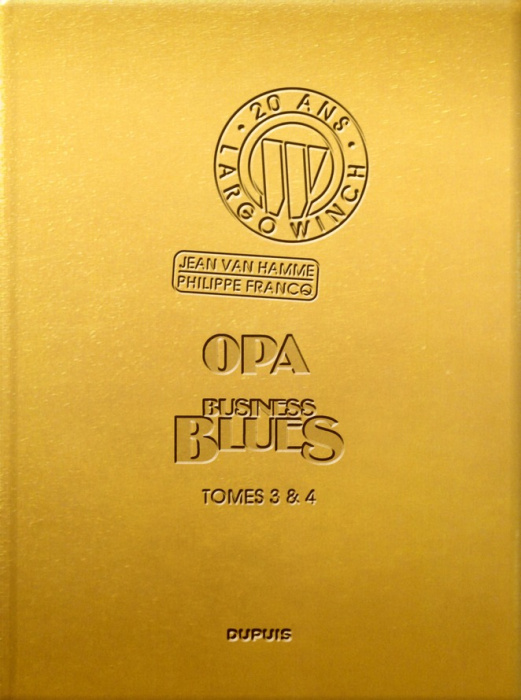 • 20 ANS •
LARGO WINCH
W
JEAN VAN HAMME
PHILIPPE FRANCQ
OPA
BUSINESS
BLUES
TOMES 3 & 4
DUPUIS